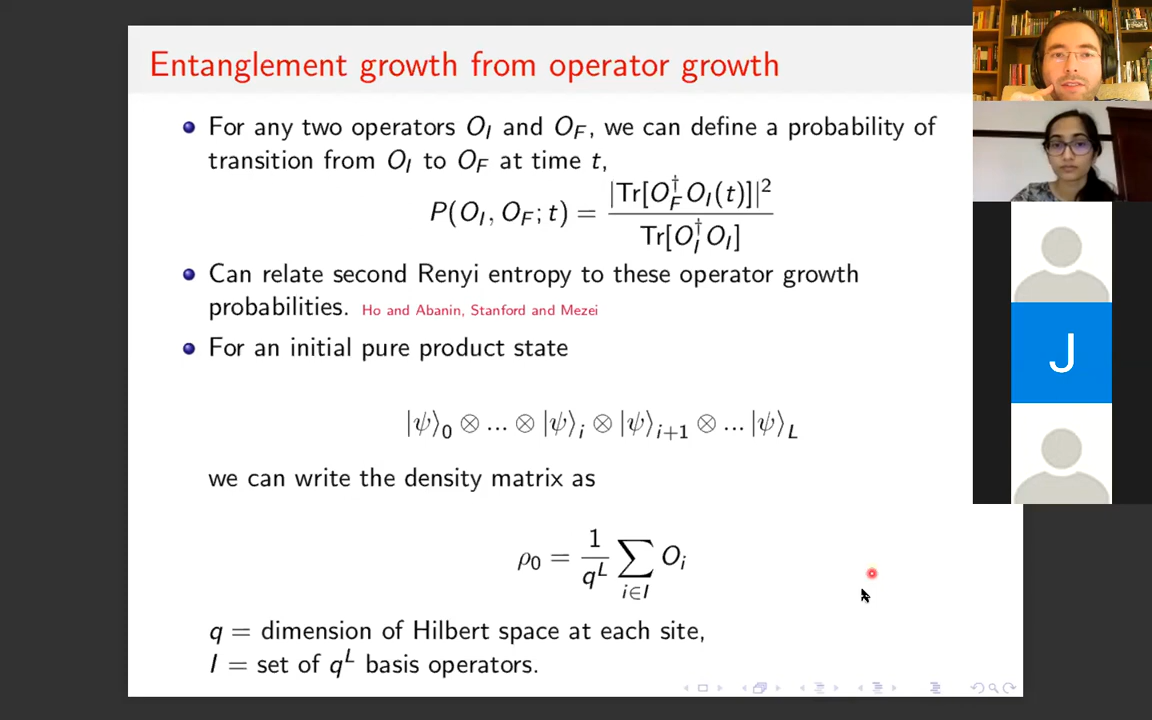 Entanglement growth from operator growth
For any two operators O_I and O_F, we can define a probability of
transition from O_I to O_F at time t,
P(O_I, O_F; t) = |Tr[O_F^† O_I(t)]|^2 / Tr[O_I^† O_I]
Can relate second Renyi entropy to these operator growth
probabilities. Ho and Abanin, Stanford and Mezei
For an initial pure product state
|ψ⟩_0 ⊗ ... ⊗ |ψ⟩_i ⊗ |ψ⟩_{i+1} ⊗ ... |ψ⟩_L
we can write the density matrix as
ρ_0 = 1/q^L ∑_{i∈I} O_i
q = dimension of Hilbert space at each site,
I = set of q^L basis operators.
J